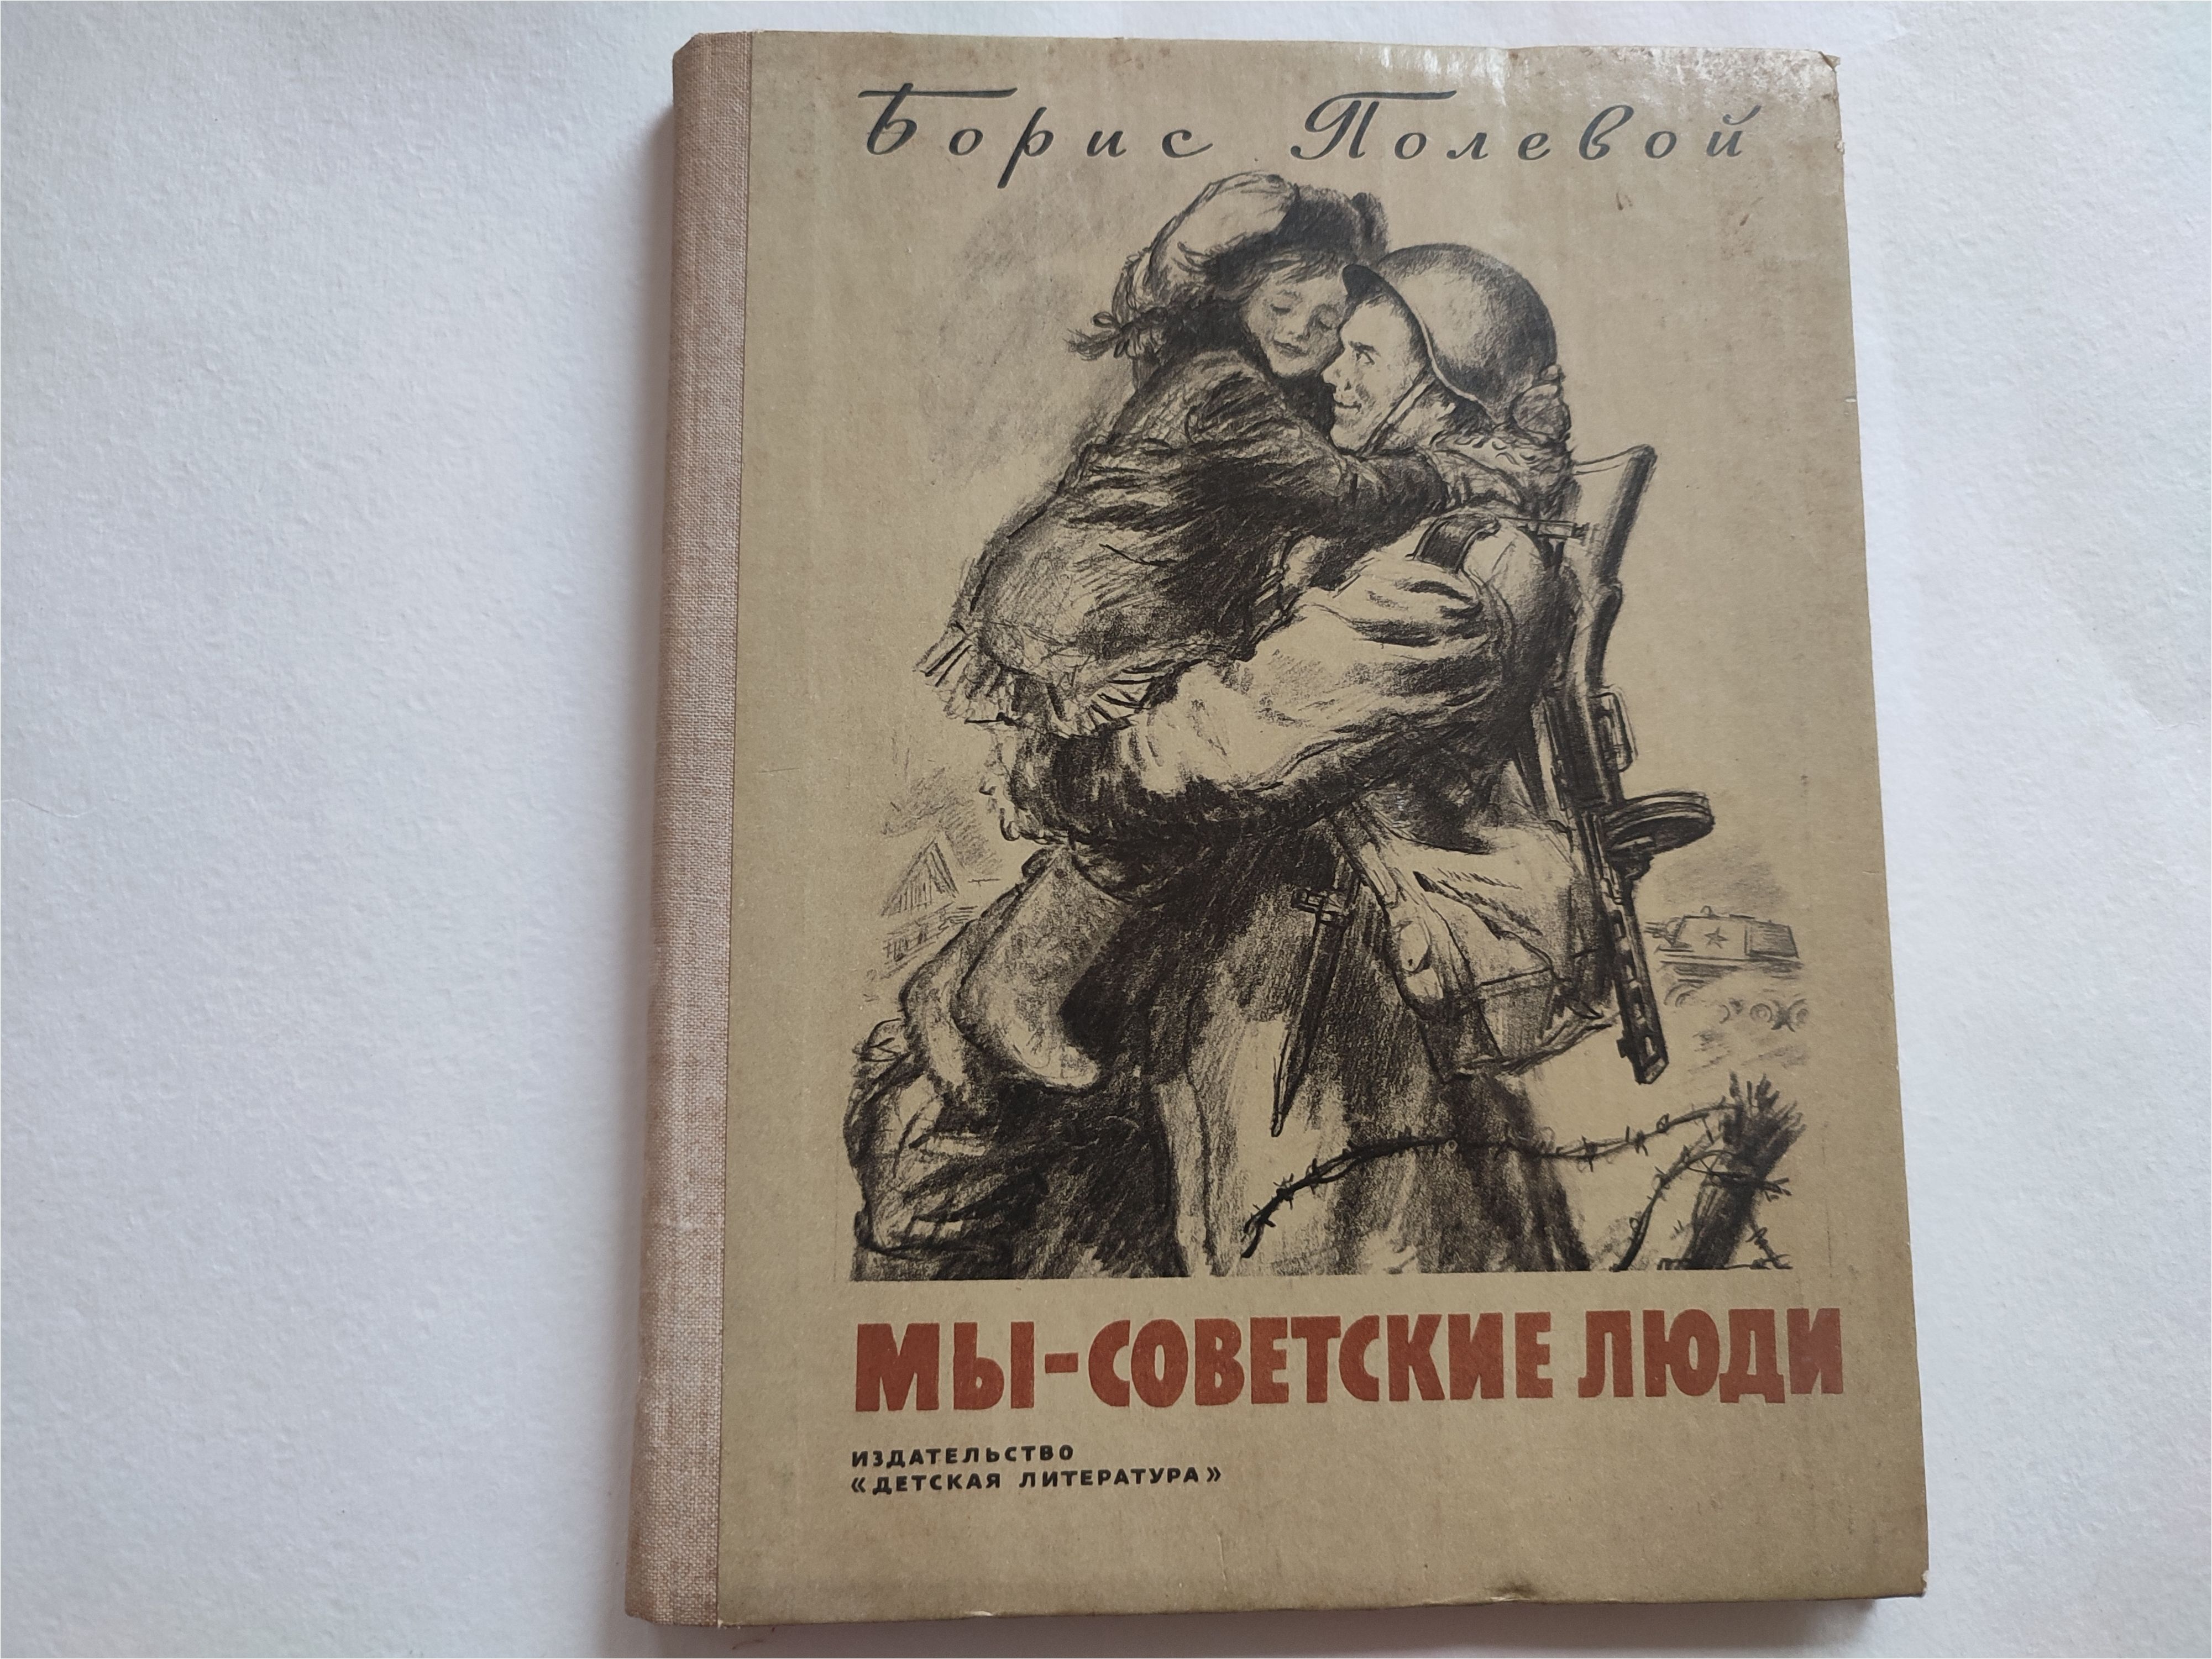 Борис Полевой
МЫ-СОВЕТСКИЕ ЛЮДИ
ИЗДАТЕЛЬСТВО
«ДЕТСКАЯ ЛИТЕРАТУРА»